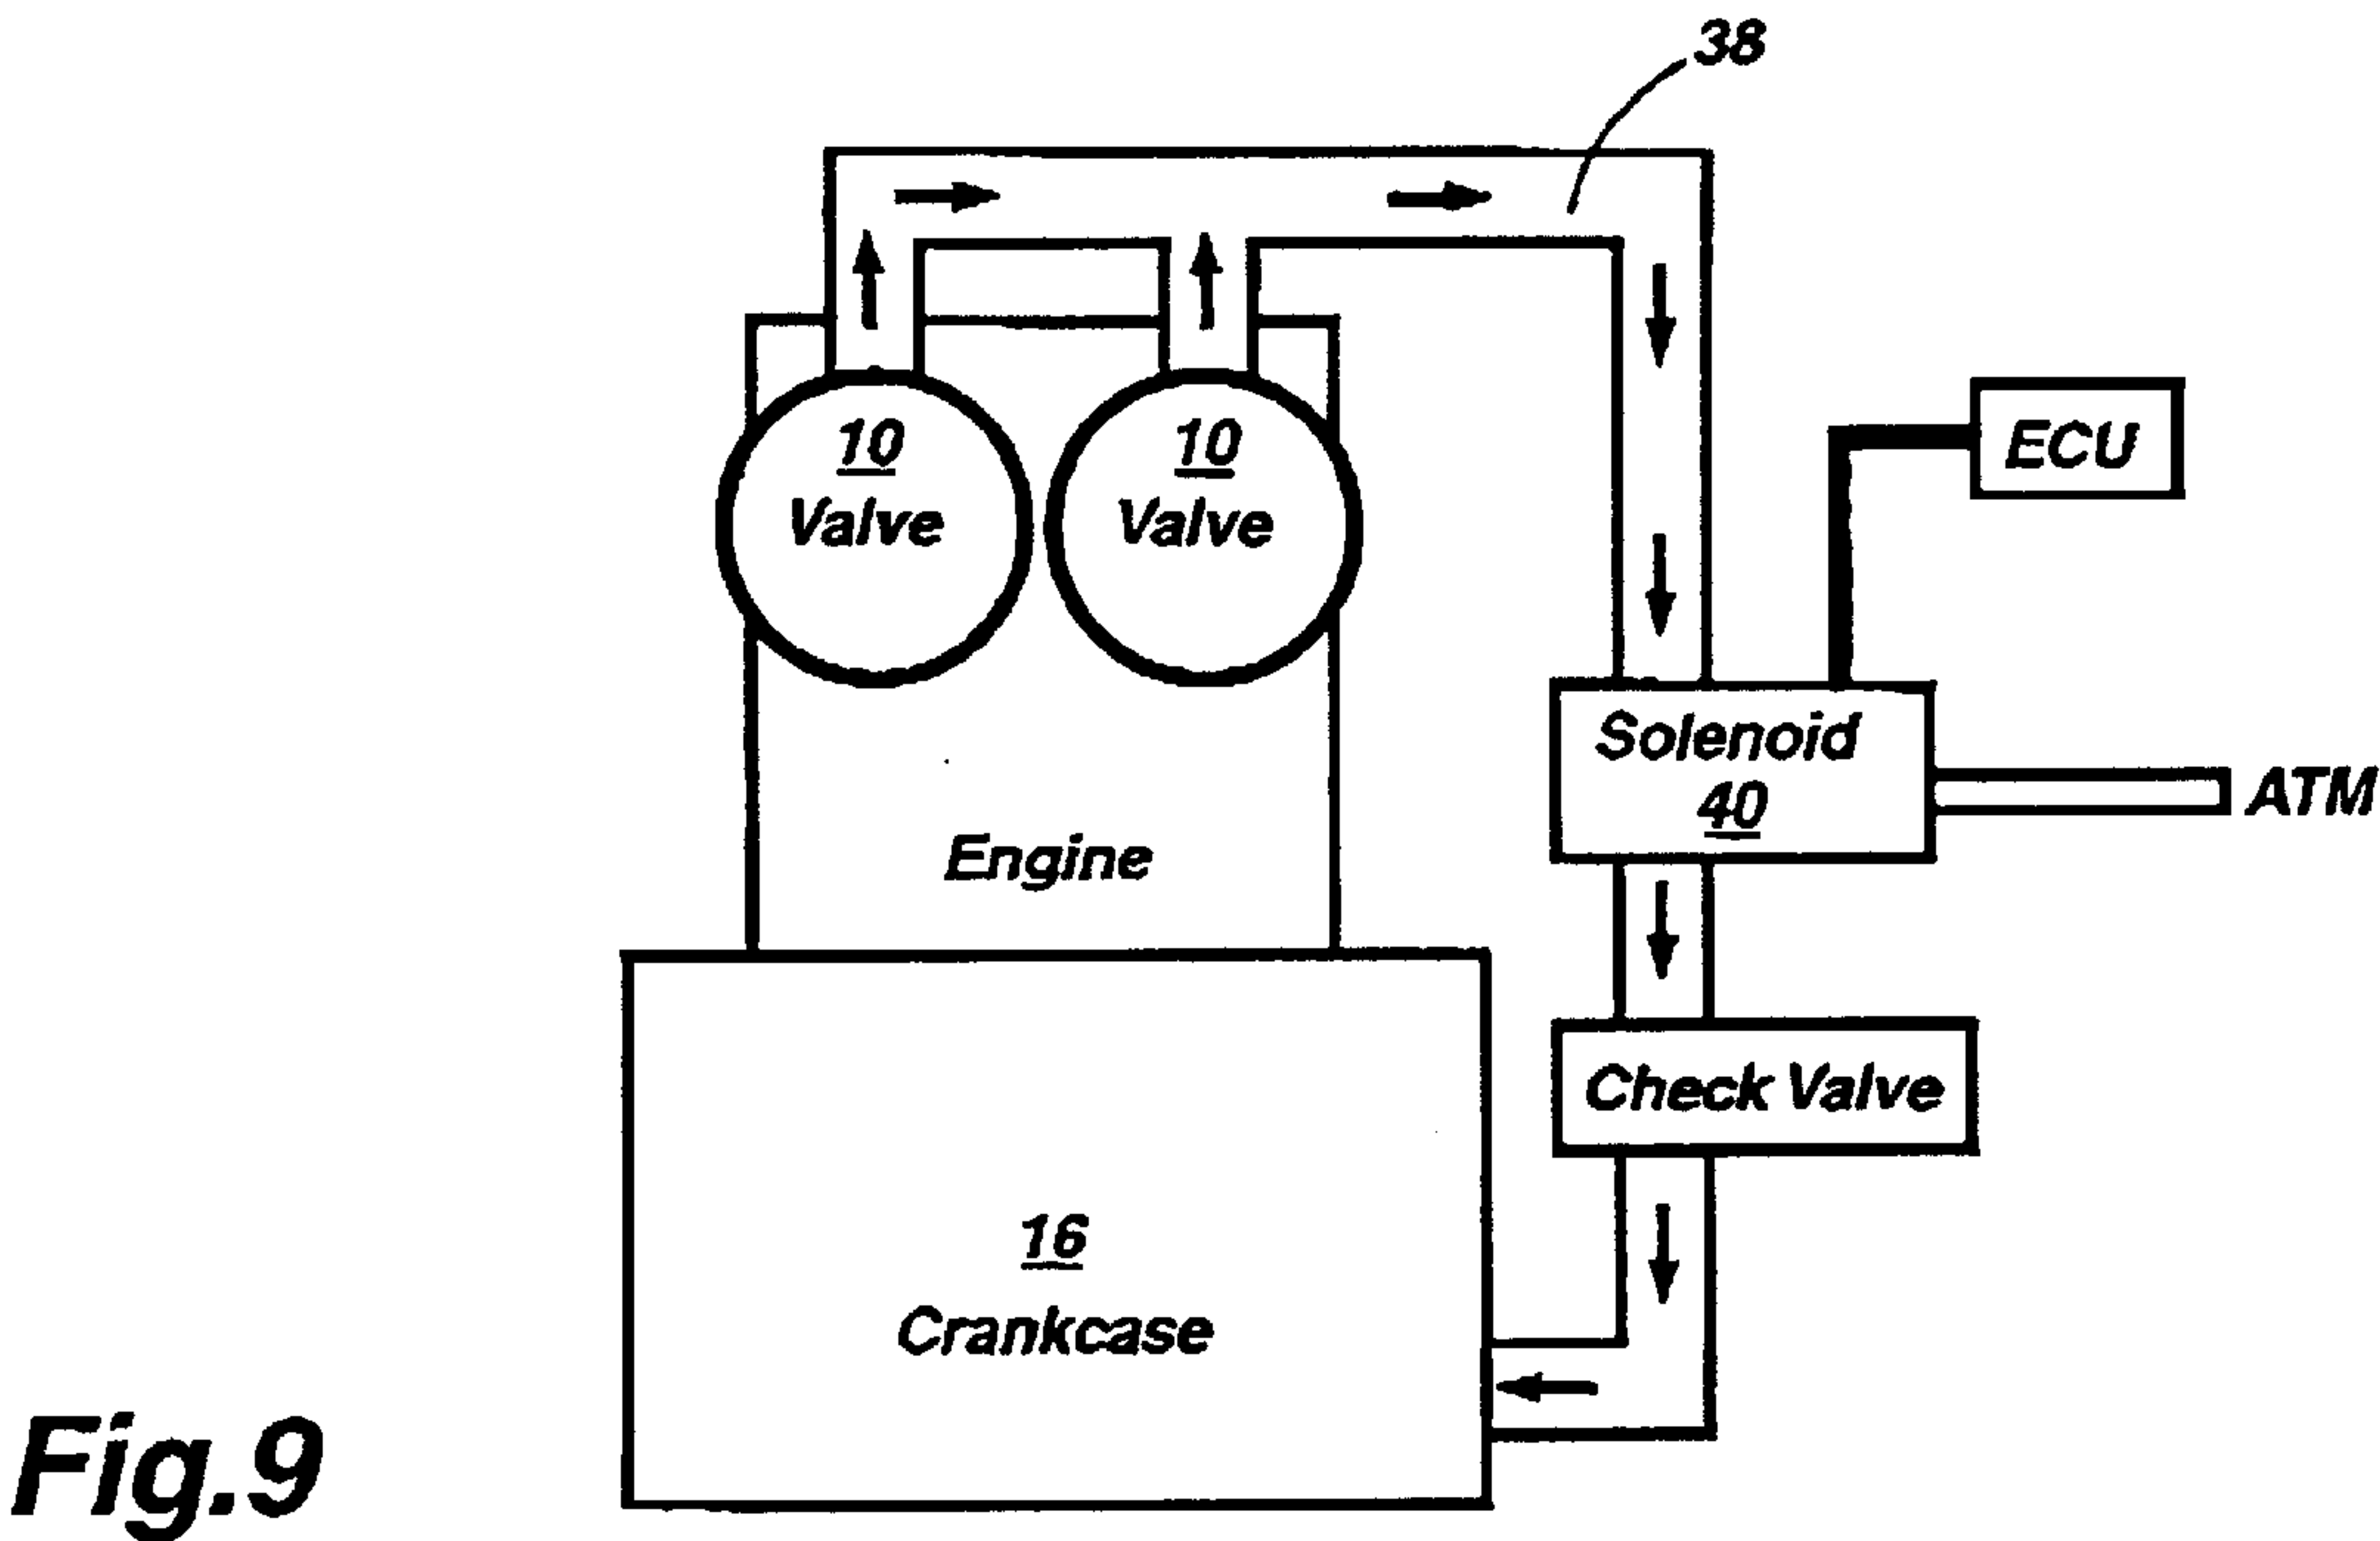 38
10
Valve
10
Valve
ECU
Solenoid
40
ATM
Engine
Check Valve
16
Crankcase
Fig.9